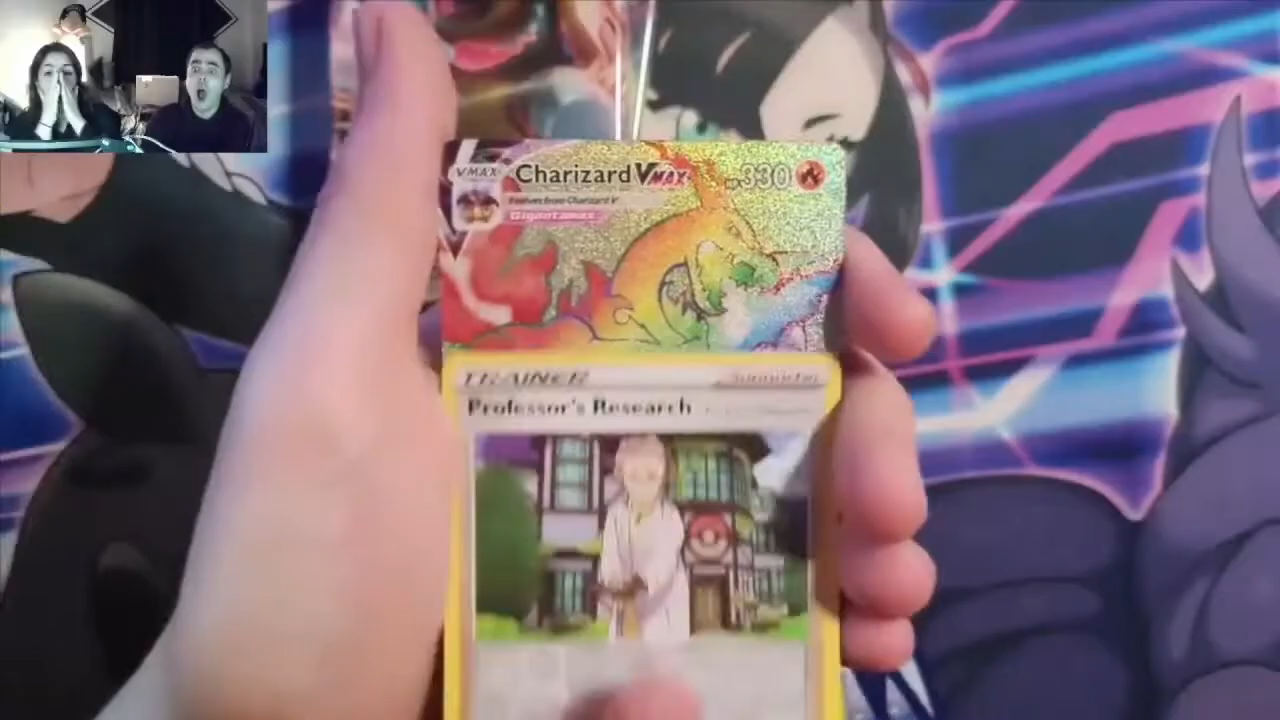 VMAX Charizard VMAX 330
Evolves from Charizard V
Gigantamax
TRAINER Supporter
Professor's Research